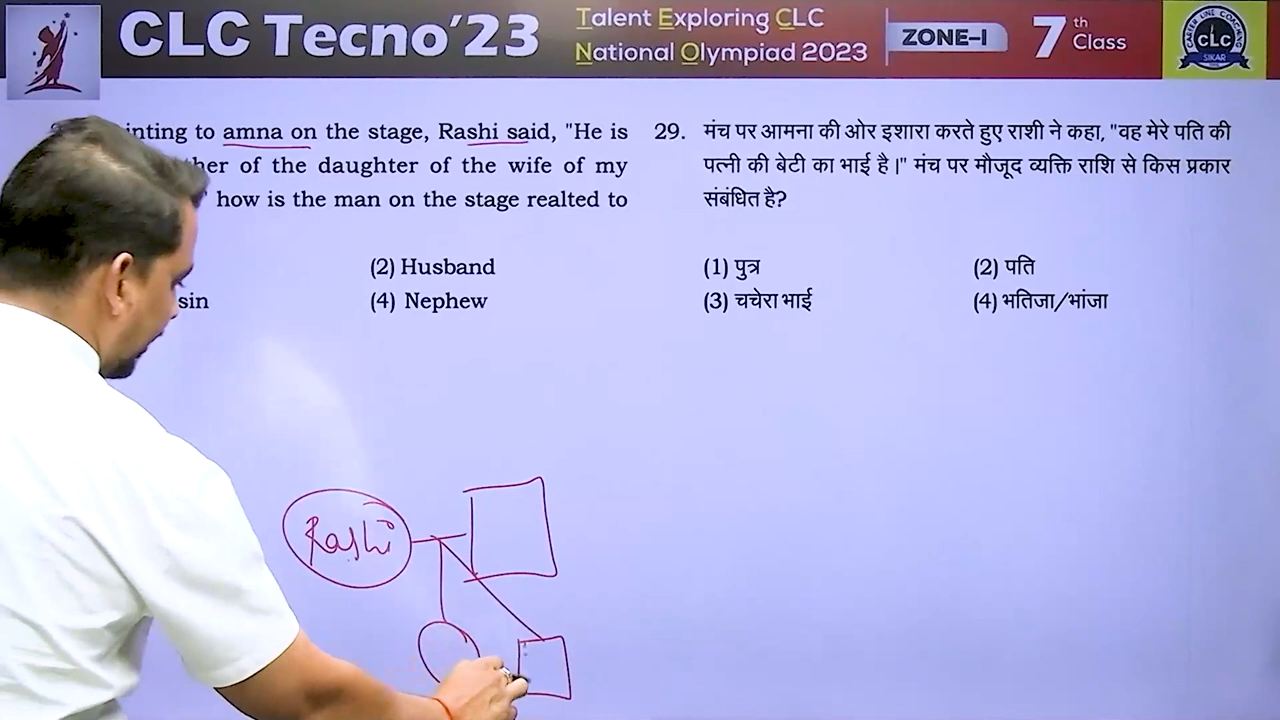 CLC Tecno'23
Talent Exploring CLC
National Olympiad 2023
ZONE-I
7th Class
CLC
SIKAR
inting to amna on the stage, Rashi said, "He is
ther of the daughter of the wife of my
" how is the man on the stage realted to
(2) Husband
sin
(4) Nephew
29. मंच पर आमना की ओर इशारा करते हुए राशी ने कहा, "वह मेरे पति की
पत्नी की बेटी का भाई है।" मंच पर मौजूद व्यक्ति राशि से किस प्रकार
संबंधित है?
(1) पुत्र
(2) पति
(3) चचेरा भाई
(4) भतिजा/भांजा
Rashi